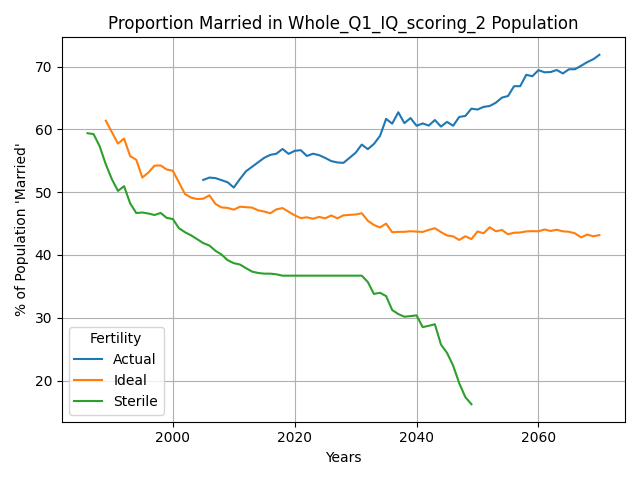 Proportion Married in Whole_Q1_IQ_scoring_2 Population
% of Population 'Married'
70
60
50
40
30
20
Fertility
Actual
Ideal
Sterile
2000
2020
2040
2060
Years